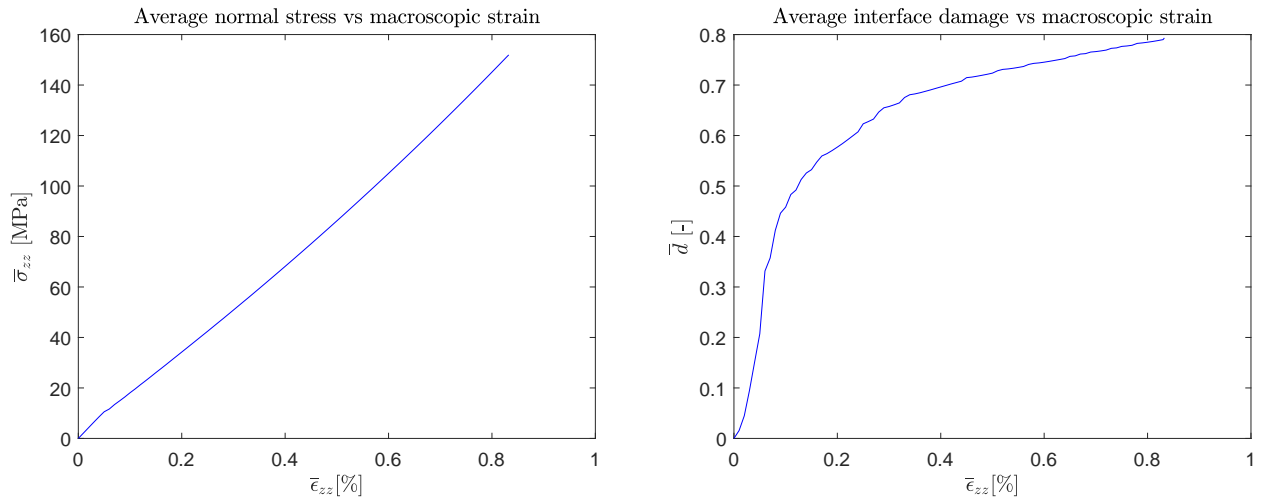 Average normal stress vs macroscopic strain
160
140
120
100
80
60
40
20
0
0 0.2 0.4 0.6 0.8 1
σ̅zz [MPa]
ϵ̅zz[%]
Average interface damage vs macroscopic strain
0.8
0.7
0.6
0.5
0.4
0.3
0.2
0.1
0
0 0.2 0.4 0.6 0.8 1
d̅ [-]
ϵ̅zz[%]